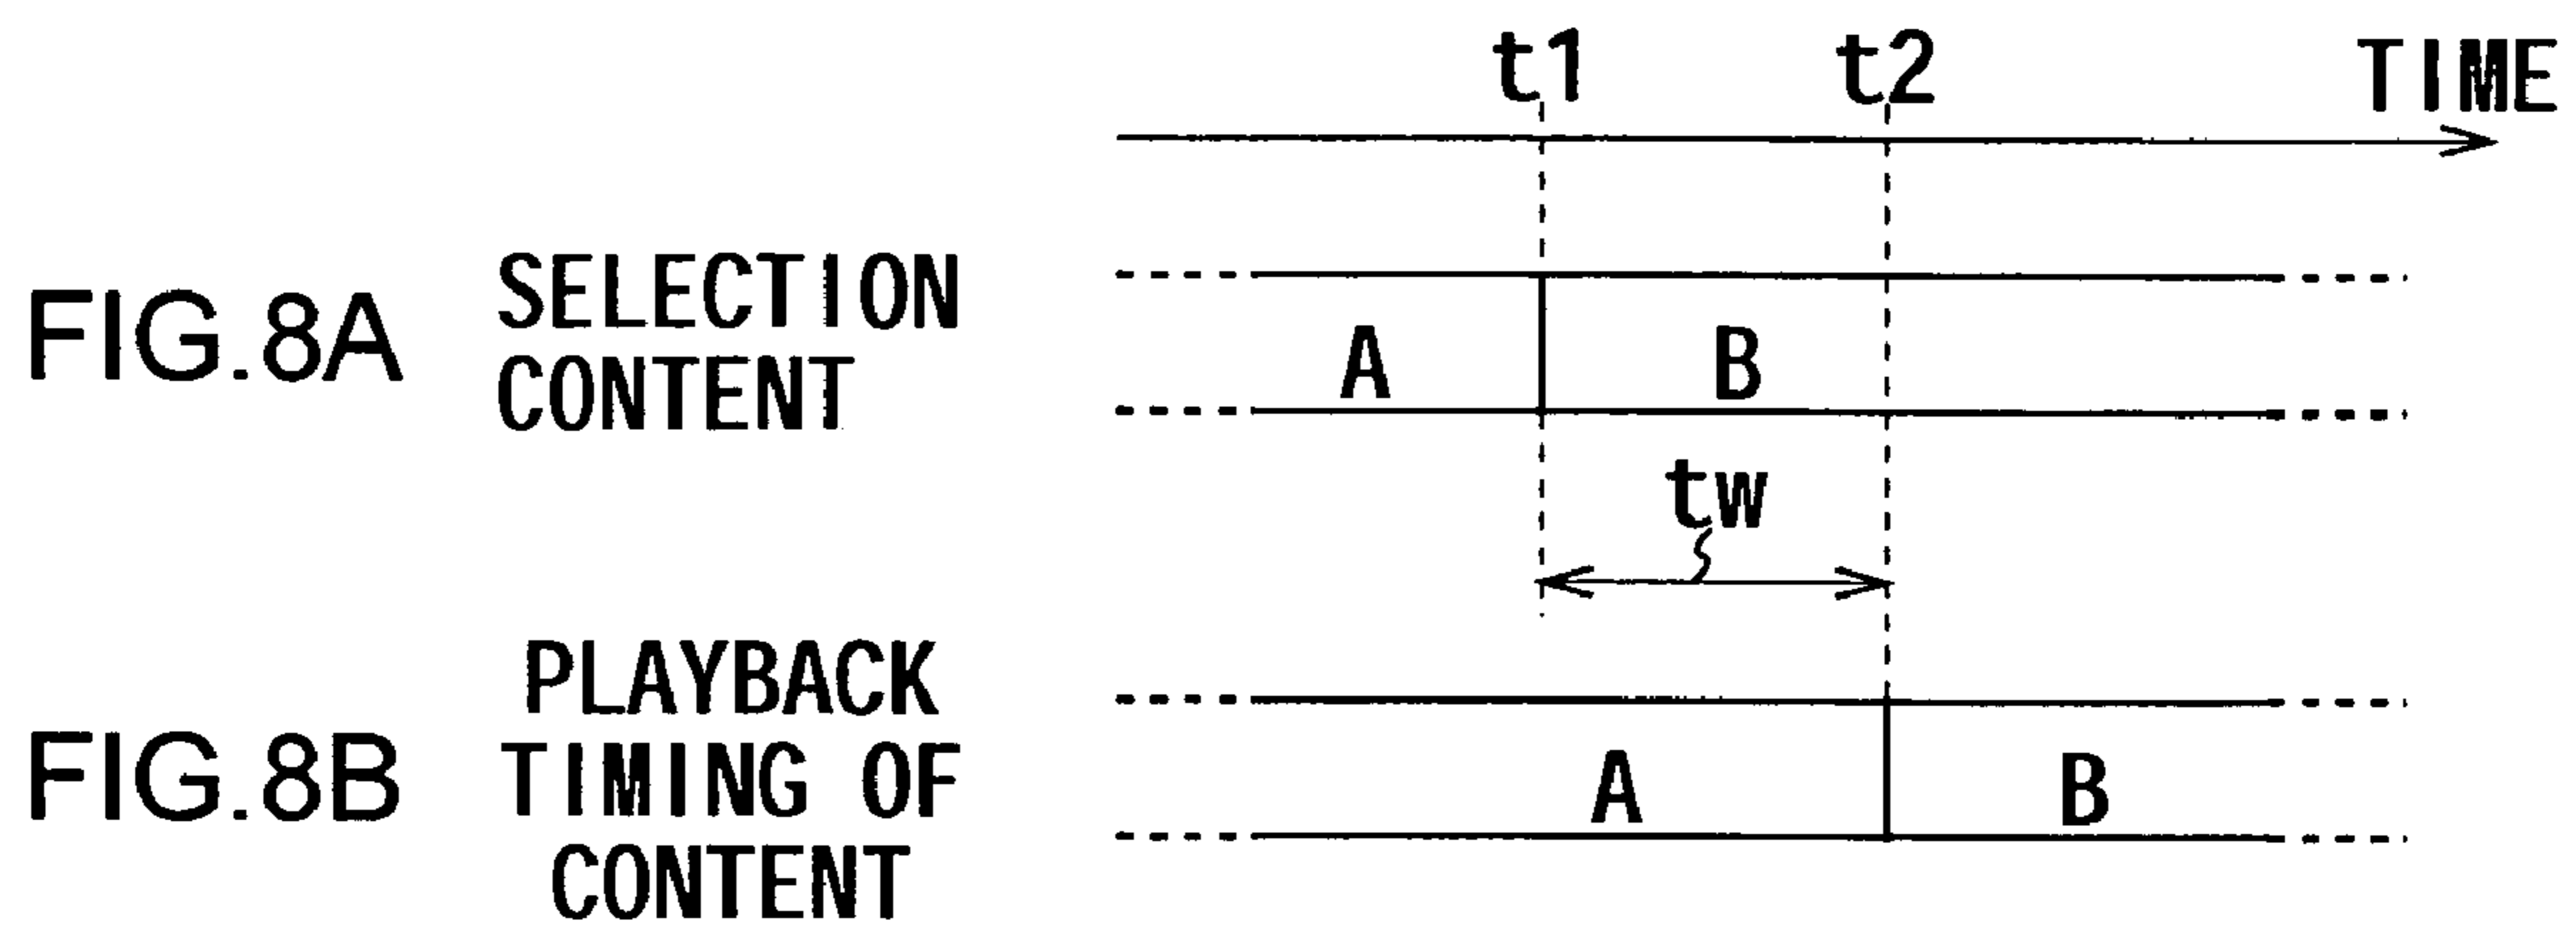 t1 t2 TIME
FIG.8A SELECTION
CONTENT
A B
tw
FIG.8B PLAYBACK
TIMING OF
CONTENT
A B